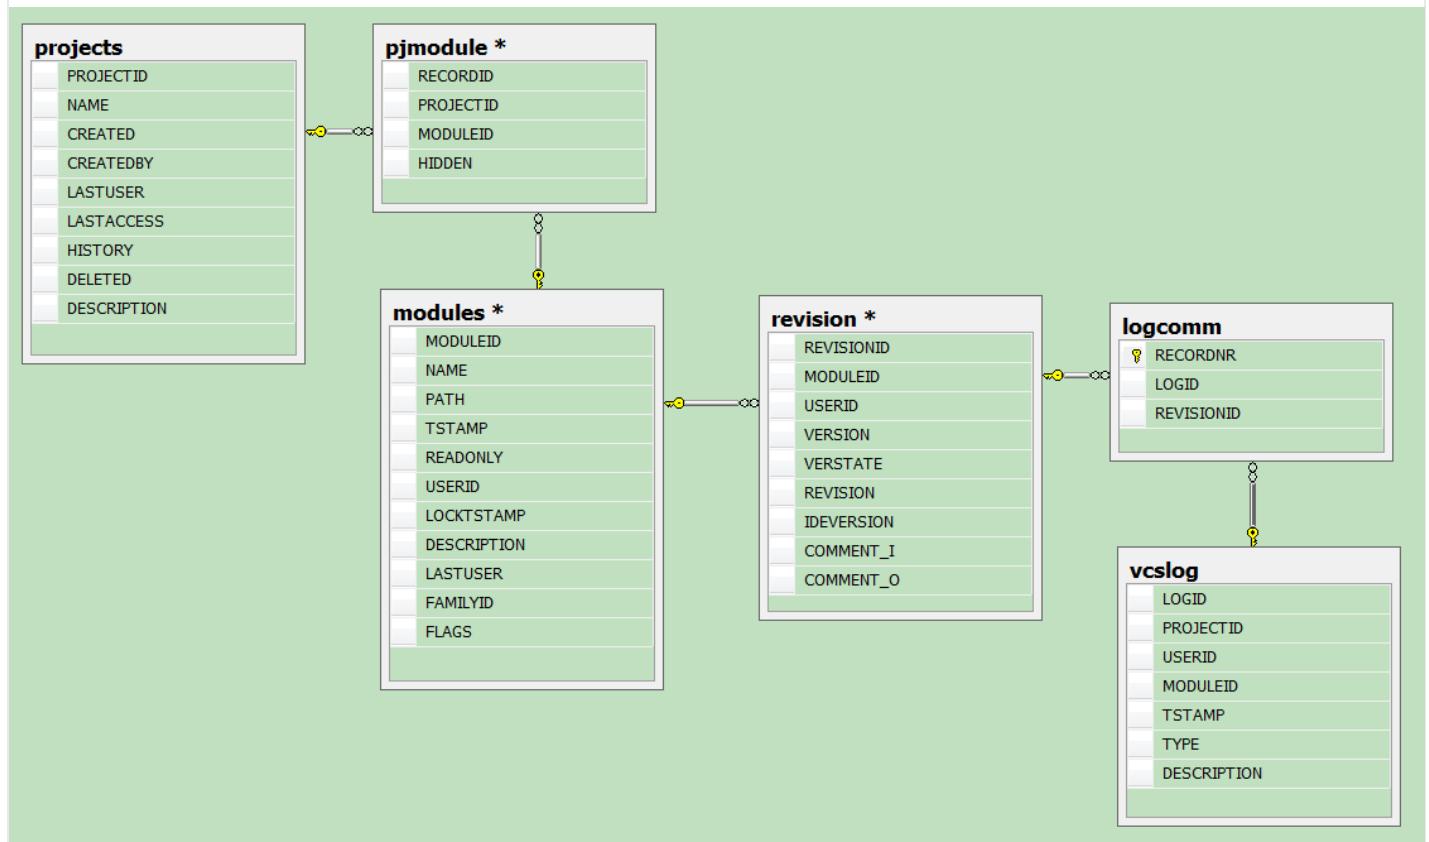 projects
PROJECTID
NAME
CREATED
CREATEDBY
LASTUSER
LASTACCESS
HISTORY
DELETED
DESCRIPTION
pjmodule *
RECORDID
PROJECTID
MODULEID
HIDDEN
modules *
MODULEID
NAME
PATH
TSTAMP
READONLY
USERID
LOCKTSTAMP
DESCRIPTION
LASTUSER
FAMILYID
FLAGS
revision *
REVISIONID
MODULEID
USERID
VERSION
VERSTATE
REVISION
IDEVERSION
COMMENT_I
COMMENT_O
logcomm
RECORDNR
LOGID
REVISIONID
vcslog
LOGID
PROJECTID
USERID
MODULEID
TSTAMP
TYPE
DESCRIPTION